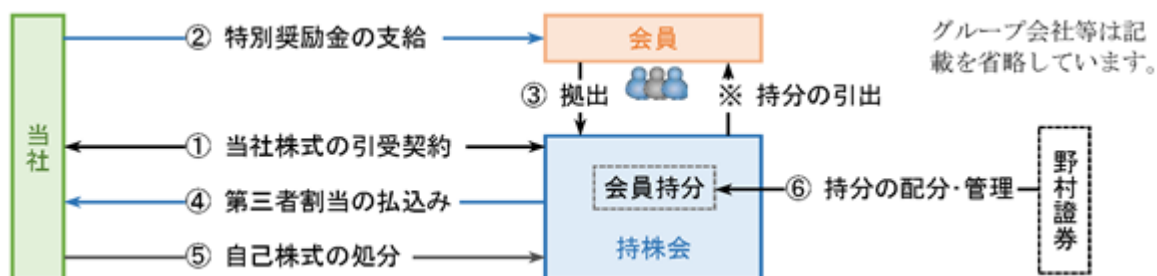 ② 特別奨励金の支給
会員
グループ会社等は記
載を省略しています。
③ 拠出
※ 持分の引出
当社
① 当社株式の引受契約
会員持分
⑥ 持分の配分・管理
野村證券
④ 第三者割当の払込み
持株会
⑤ 自己株式の処分